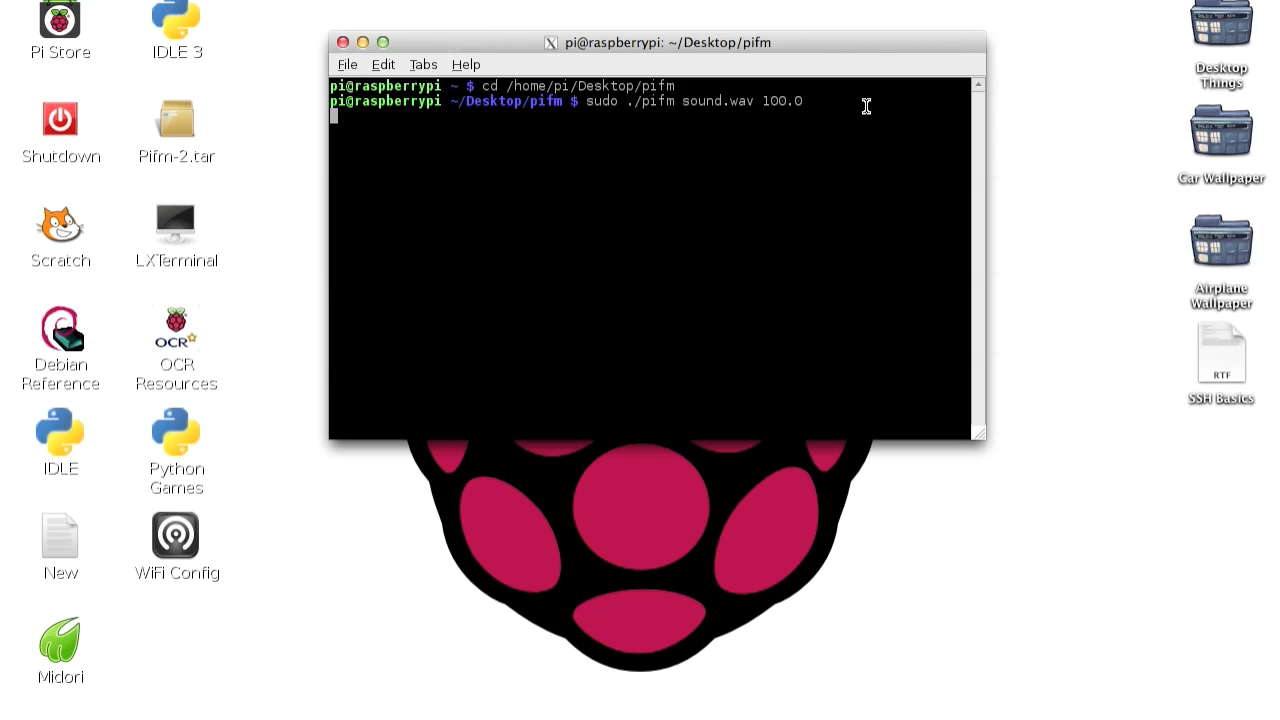 Pi Store
IDLE 3
Shutdown
Pifm-2.tar
Scratch
LXTerminal
Debian
Reference
OCR
OCR
Resources
IDLE
Python
Games
New
WiFi Config
Midori
pi@raspberrypi: ~/Desktop/pifm
File Edit Tabs Help
pi@raspberrypi ~ $ cd /home/pi/Desktop/pifm
pi@raspberrypi ~/Desktop/pifm $ sudo ./pifm sound.wav 100.0
Desktop
Things
Car Wallpaper
Airplane
Wallpaper
RTF
SSH Basics